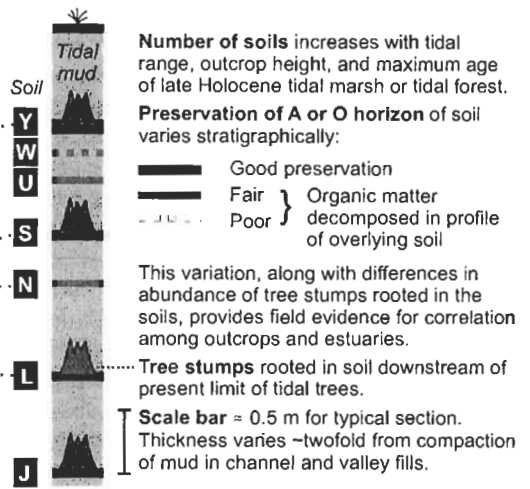 Tidal
mud
Soil
Y
W
U
S
N
L
J
Number of soils increases with tidal
range, outcrop height, and maximum age
of late Holocene tidal marsh or tidal forest.
Preservation of A or O horizon of soil
varies stratigraphically:
Good preservation
Fair
Poor
} Organic matter
decomposed in profile
of overlying soil
This variation, along with differences in
abundance of tree stumps rooted in the
soils, provides field evidence for correlation
among outcrops and estuaries.
Tree stumps rooted in soil downstream of
present limit of tidal trees.
Scale bar ≈ 0.5 m for typical section.
Thickness varies ~twofold from compaction
of mud in channel and valley fills.